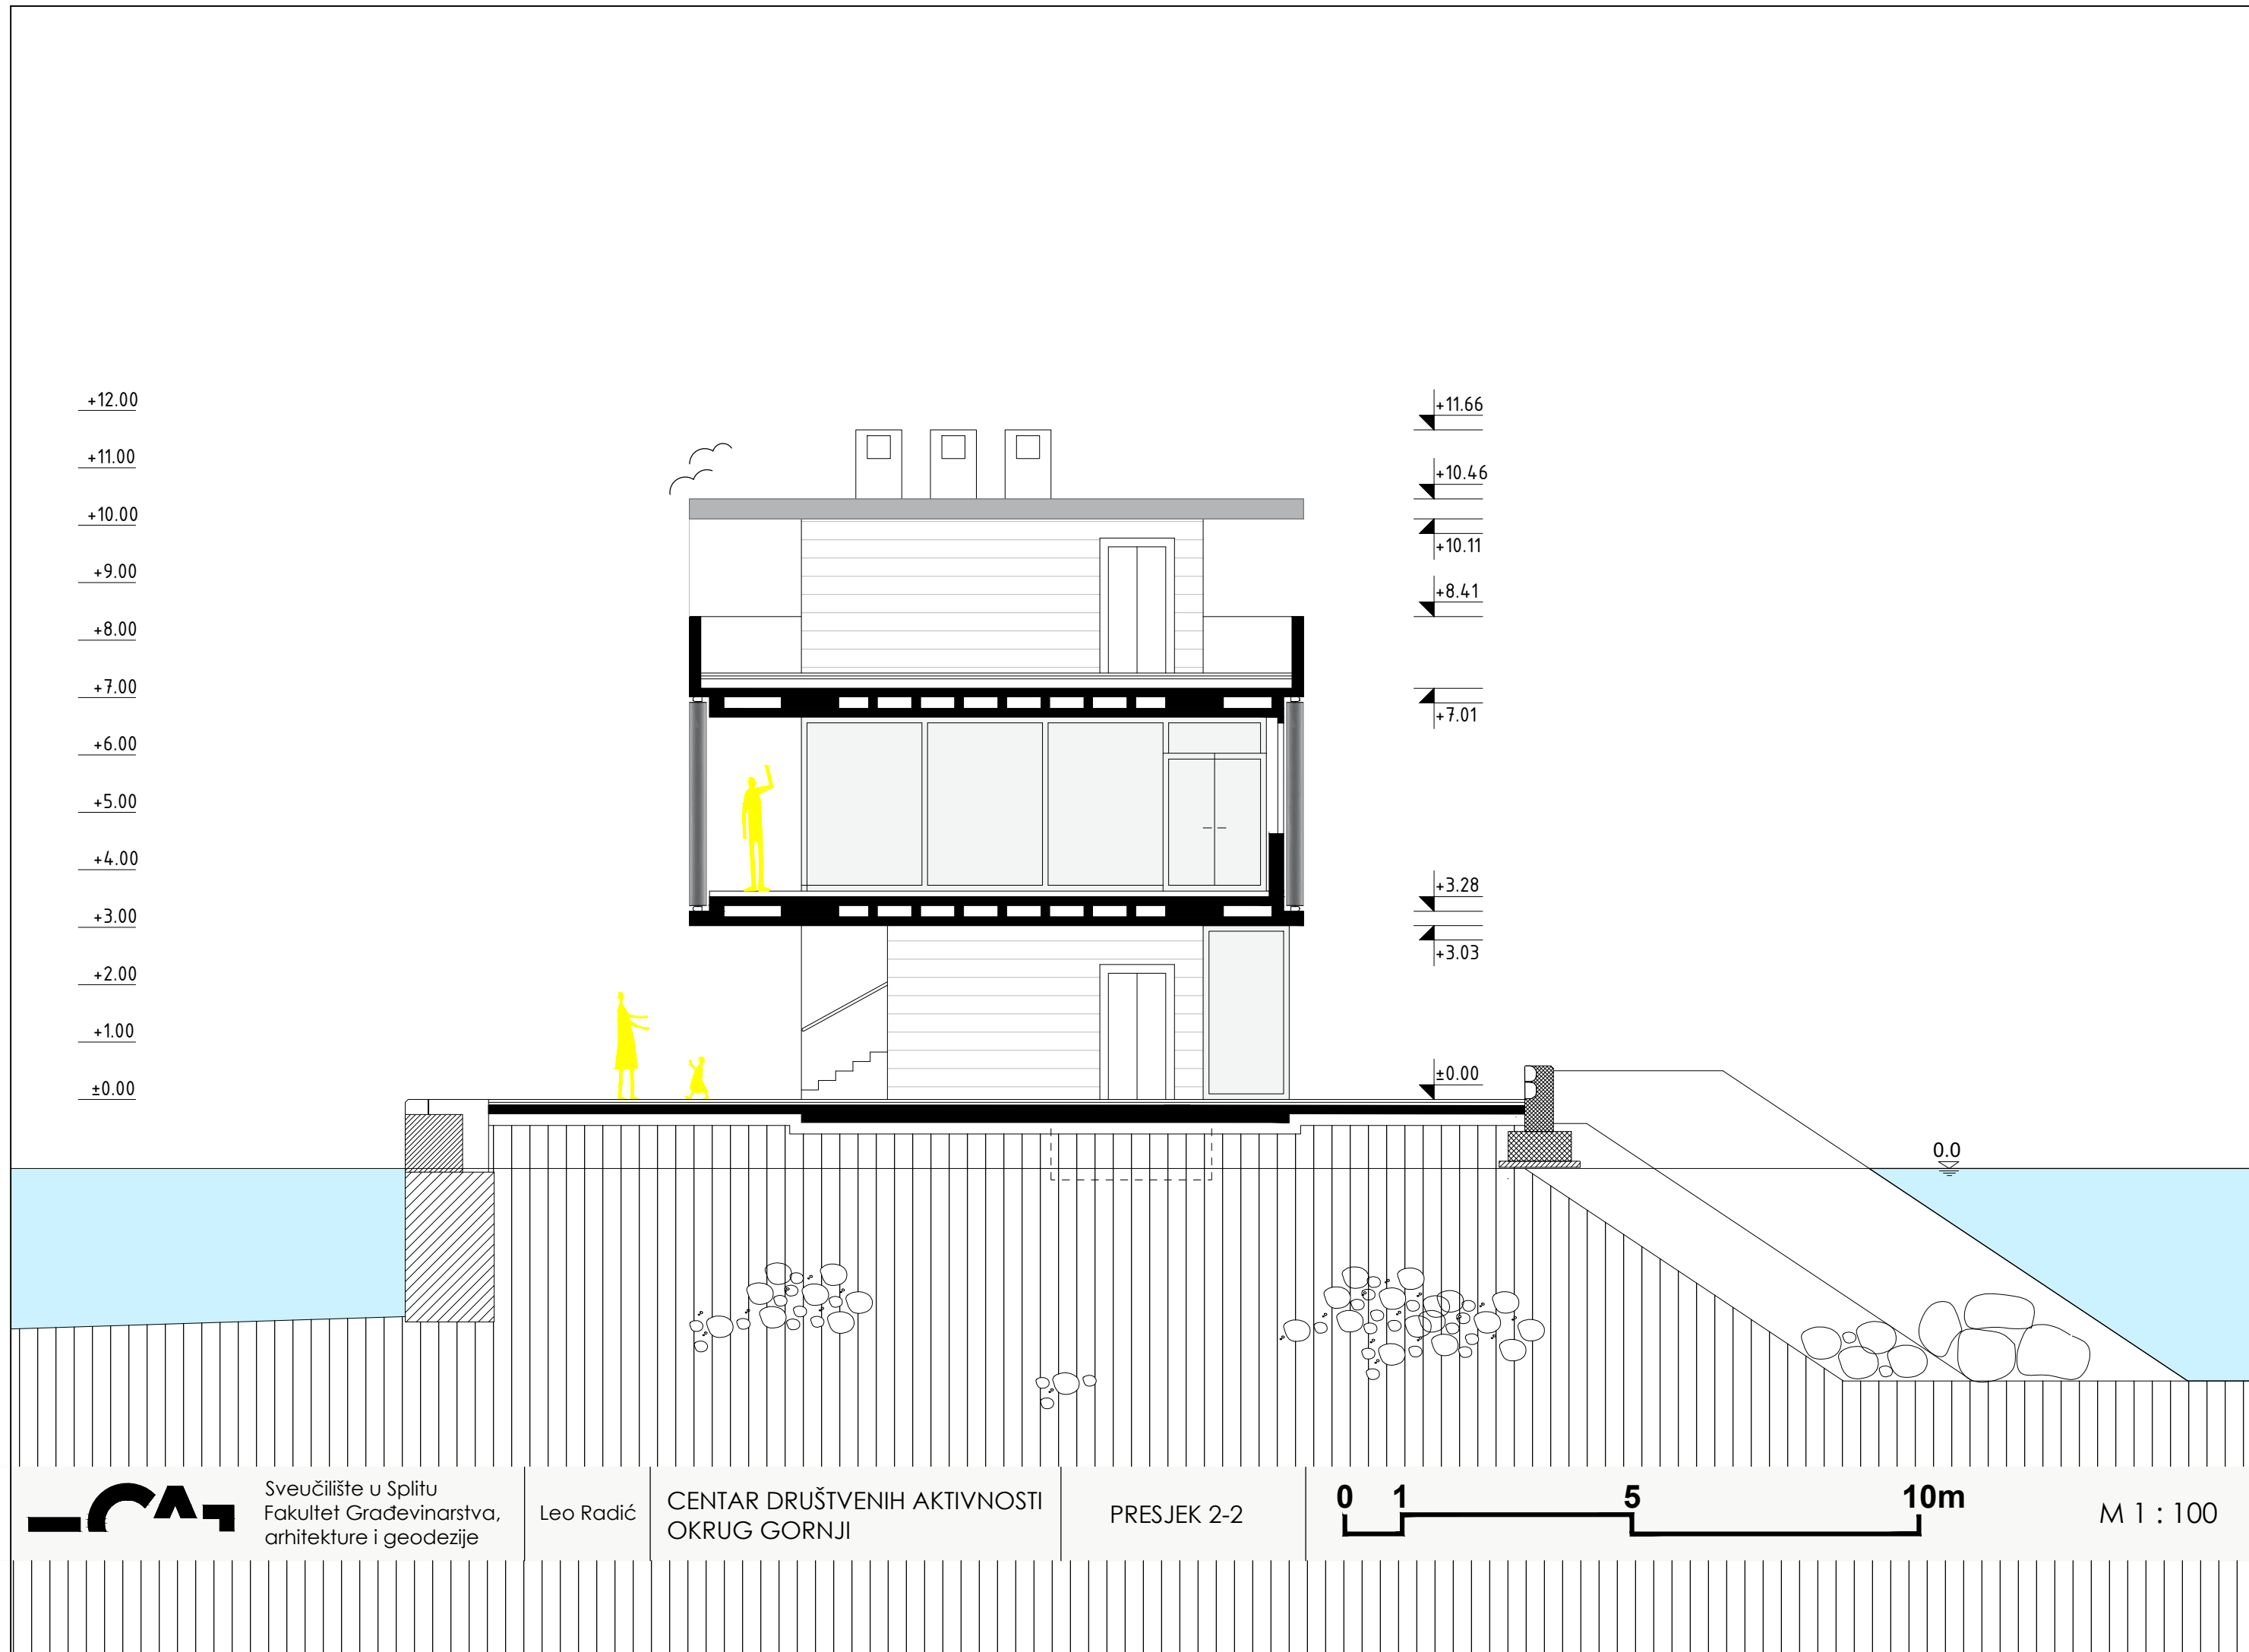 +12.00
+11.00
+10.00
+9.00
+8.00
+7.00
+6.00
+5.00
+4.00
+3.00
+2.00
+1.00
±0.00
+11.66
+10.46
+10.11
+8.41
+7.01
+3.28
+3.03
±0.00
0.0
Sveučilište u Splitu
Fakultet Građevinarstva,
arhitekture i geodezije
Leo Radić
CENTAR DRUŠTVENIH AKTIVNOSTI
OKRUG GORNJI
PRESJEK 2-2
0 1 5 10m
M 1 : 100